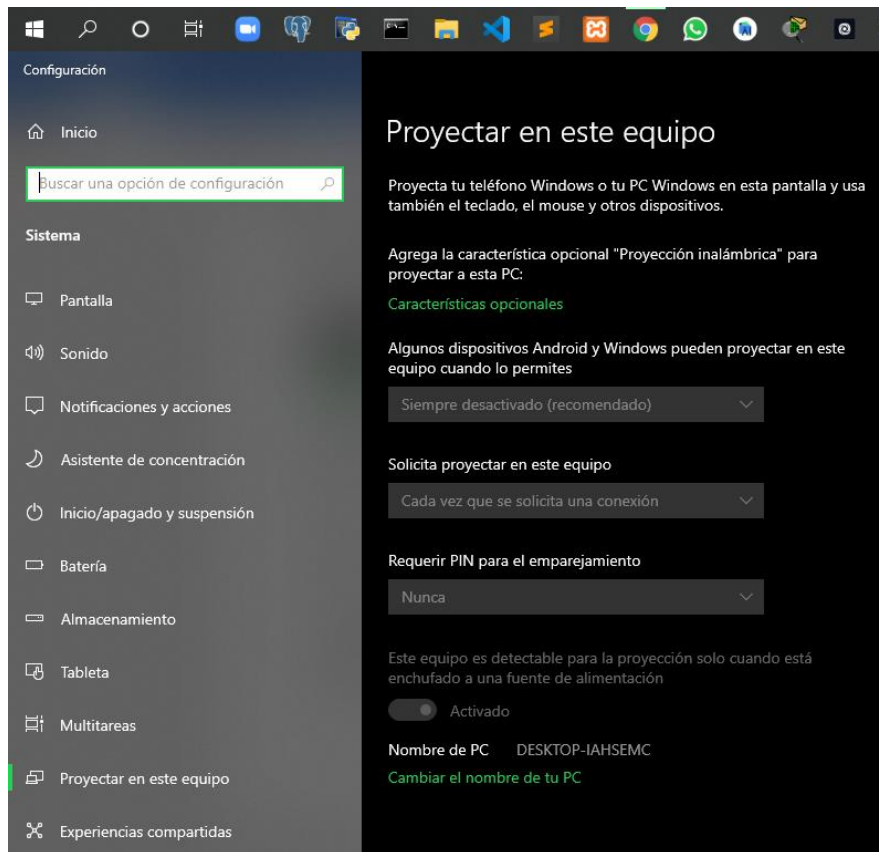 Configuración
Inicio
Buscar una opción de configuración
Sistema
Pantalla
Sonido
Notificaciones y acciones
Asistente de concentración
Inicio/apagado y suspensión
Batería
Almacenamiento
Tableta
Multitareas
Proyectar en este equipo
Experiencias compartidas
Proyectar en este equipo
Proyecta tu teléfono Windows o tu PC Windows en esta pantalla y usa
también el teclado, el mouse y otros dispositivos.
Agrega la característica opcional "Proyección inalámbrica" para
proyectar a esta PC:
Características opcionales
Algunos dispositivos Android y Windows pueden proyectar en este
equipo cuando lo permites
Siempre desactivado (recomendado)
Solicita proyectar en este equipo
Cada vez que se solicita una conexión
Requerir PIN para el emparejamiento
Nunca
Este equipo es detectable para la proyección solo cuando está
enchufado a una fuente de alimentación
Activado
Nombre de PC DESKTOP-IAHSEMC
Cambiar el nombre de tu PC